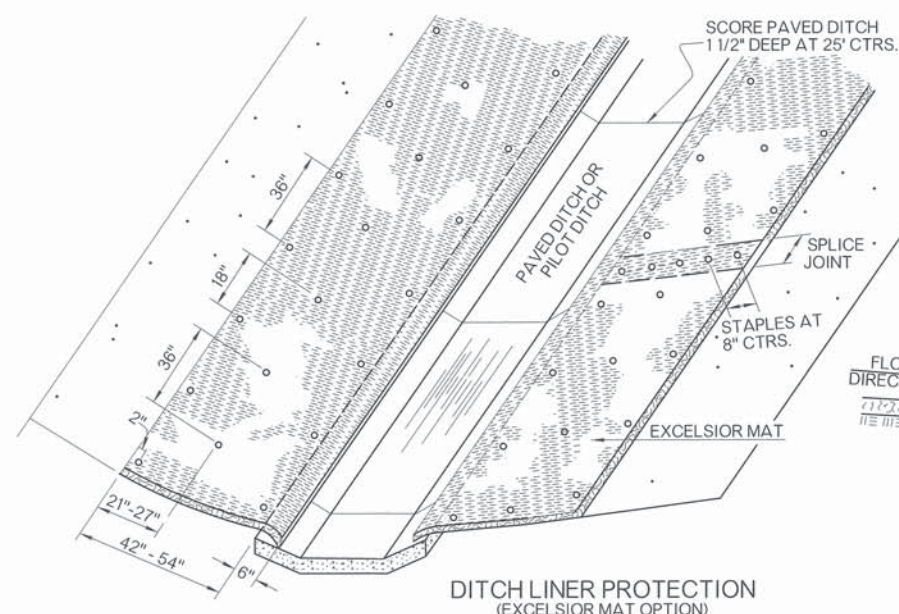 SCORE PAVED DITCH
1 1/2" DEEP AT 25' CTRS.
36"
18"
36"
2"
21"-27"
42" - 54"
6"
PAVED DITCH OR
PILOT DITCH
SPLICE
JOINT
STAPLES AT
8" CTRS.
EXCELSIOR MAT
DITCH LINER PROTECTION
(EXCELSIOR MAT OPTION)